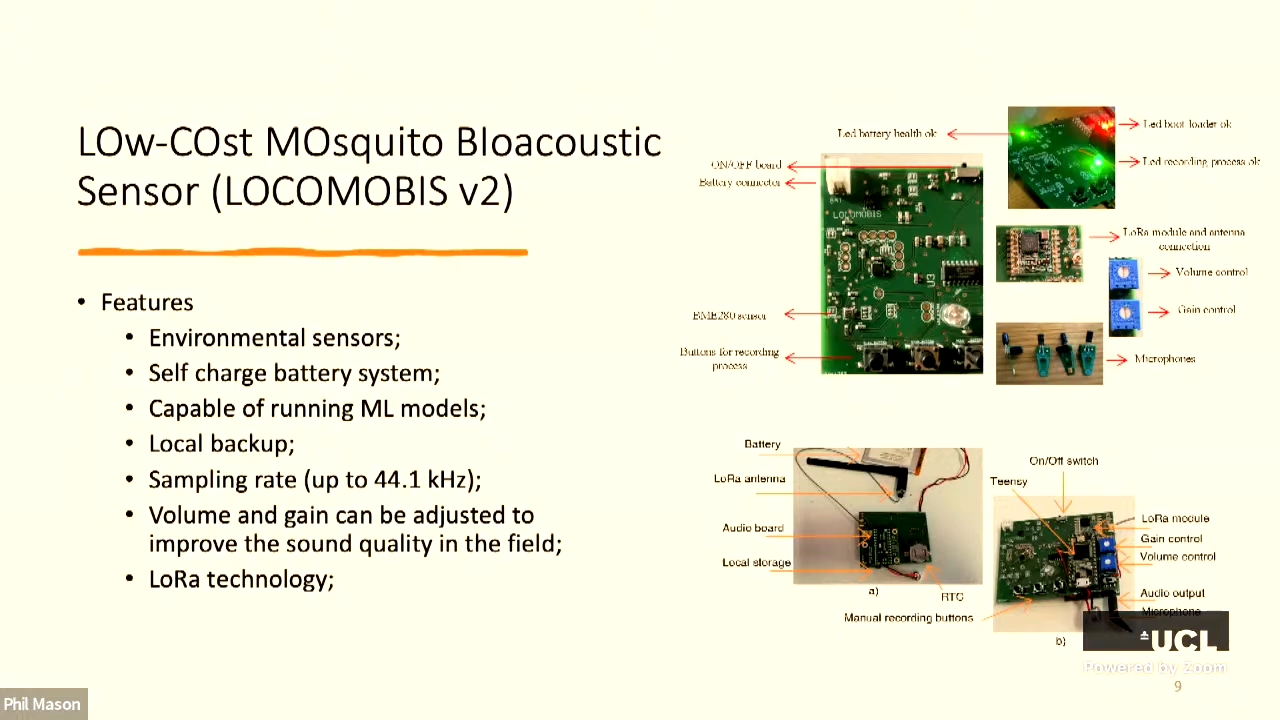 LOw-COst MOsquito BIoacoustic
Sensor (LOCOMOBIS v2)
• Features
• Environmental sensors;
• Self charge battery system;
• Capable of running ML models;
• Local backup;
• Sampling rate (up to 44.1 kHz);
• Volume and gain can be adjusted to
improve the sound quality in the field;
• LoRa technology;
Led battery health ok
Led boot loader ok
Led recording process ok
ON/OFF board
Battery connector
LOCOMOBIS
LoRa module and antenna
connection
Volume control
Gain control
BME280 sensor
Buttons for recording
process
Microphones
Battery
LoRa antenna
Audio board
Local storage
a)
RTC
Manual recording buttons
On/Off switch
Teensy
LoRa module
Gain control
Volume control
Audio output
Microphone
b)
UCL
Powered by Zoom
9
Phil Mason